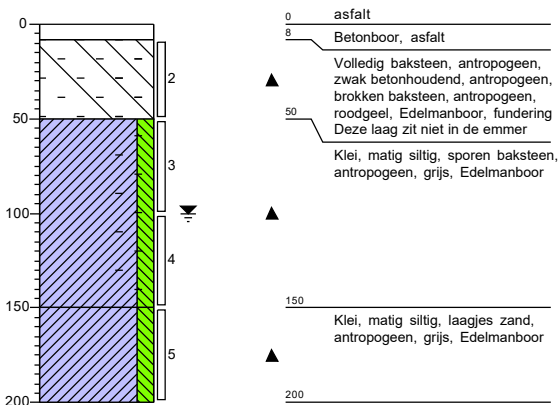 0
50
100
150
200
2
3
4
5
0 asfalt
8 Betonboor, asfalt
Volledig baksteen, antropogeen,
zwak betonhoudend, antropogeen,
brokken baksteen, antropogeen,
roodgeel, Edelmanboor, fundering
Deze laag zit niet in de emmer
50
Klei, matig siltig, sporen baksteen,
antropogeen, grijs, Edelmanboor
150
Klei, matig siltig, laagjes zand,
antropogeen, grijs, Edelmanboor
200